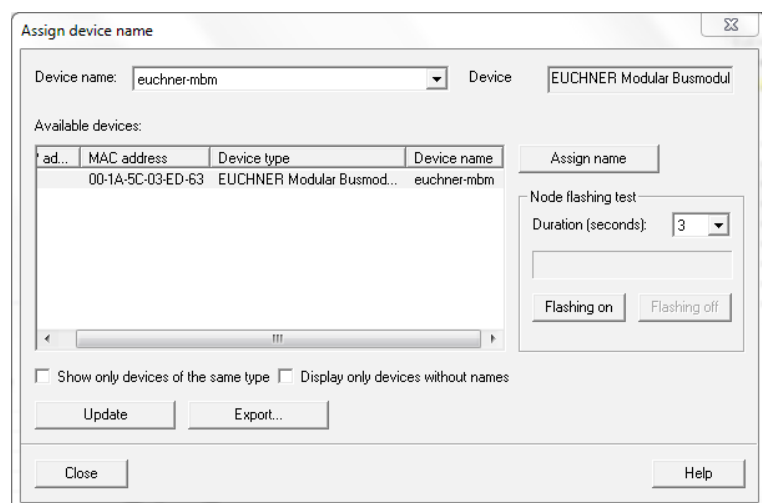 Assign device name
Device name: euchner-mbm Device EUCHNER Modular Busmodul
Available devices:
ad... MAC address Device type Device name
00-1A-5C-03-ED-63 EUCHNER Modular Busmod... euchner-mbm
Assign name
Node flashing test
Duration (seconds): 3
Flashing on Flashing off
Show only devices of the same type Display only devices without names
Update Export...
Close Help